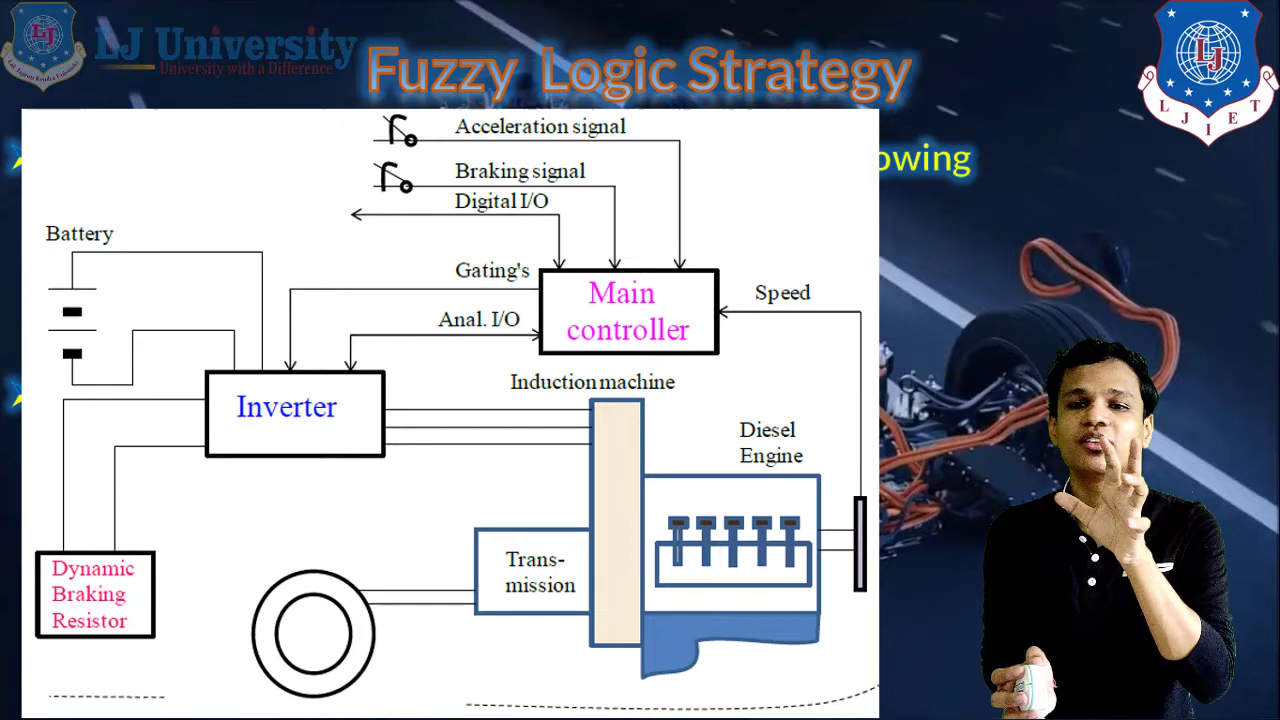 LJ University
University with a Difference
Fuzzy Logic Strategy
LJ
L J I E T
owing
Acceleration signal
Braking signal
Digital I/O
Battery
Gating's
Anal. I/O
Main
controller
Speed
Inverter
Induction machine
Diesel
Engine
Trans-
mission
Dynamic
Braking
Resistor